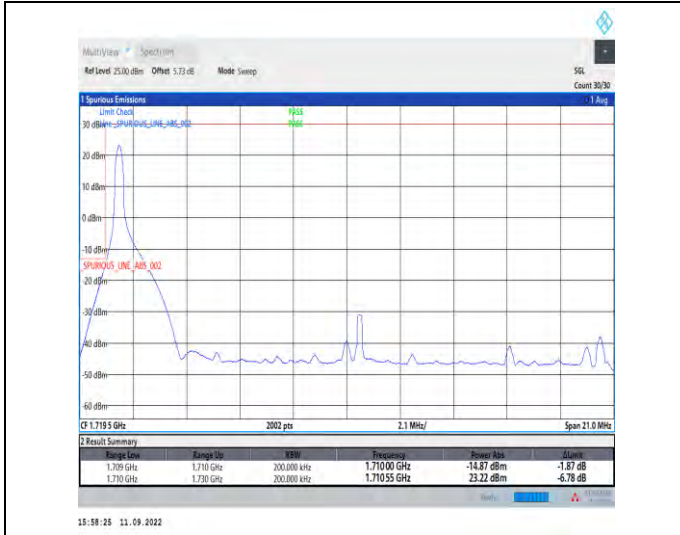 MultiView Spectrum
Ref Level 25.00 dBm Offset 5.73 dB Mode Sweep SGL
Count 30/30
1 Spurious Emissions 1 Avg
Limit Check PASS
Line _SPURIOUS_LINE_ABS_002 PASS
30 dBm
20 dBm
10 dBm
0 dBm
-10 dBm
_SPURIOUS_LINE_ABS_002
-20 dBm
-30 dBm
-40 dBm
-50 dBm
-60 dBm
CF 1.7195 GHz 2002 pts 2.1 MHz/ Span 21.0 MHz
2 Result Summary
Range Low Range Up RBW Frequency Power Abs ΔLimit
1.709 GHz 1.710 GHz 200.000 kHz 1.71000 GHz -14.87 dBm -1.87 dB
1.710 GHz 1.730 GHz 200.000 kHz 1.71055 GHz 23.22 dBm -6.78 dB
Ready
15:58:25 11.09.2022